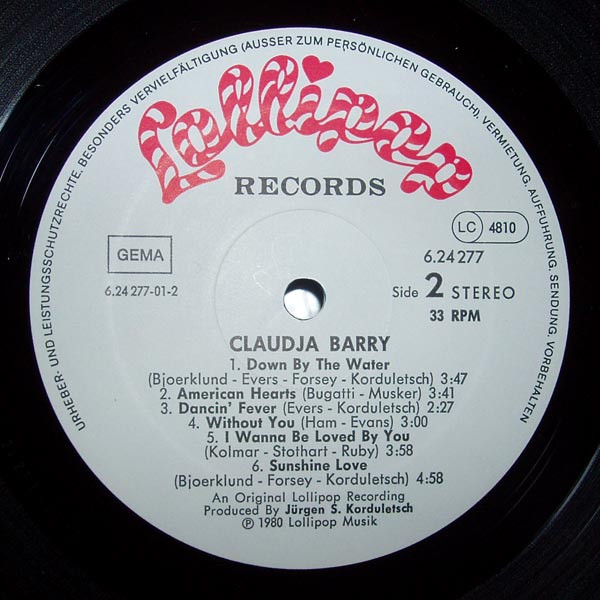 URHEBER- UND LEISTUNGSSCHUTZRECHTE, BESONDERS VERVIELFÄLTIGUNG (AUSSER ZUM PERSÖNLICHEN GEBRAUCH), VERMIETUNG, AUFFÜHRUNG, SENDUNG, VORBEHALTEN
Lollipop
RECORDS
LC 4810
GEMA
6.24 277
6.24 277-01-2
Side 2 STEREO
33 RPM
CLAUDJA BARRY
1. Down By The Water
(Bjoerklund - Evers - Forsey - Korduletsch) 3:47
2. American Hearts (Bugatti - Musker) 3:41
3. Dancin' Fever (Evers - Korduletsch) 2:27
4. Without You (Ham - Evans) 3:00
5. I Wanna Be Loved By You
(Kolmar - Stothart - Ruby) 3:58
6. Sunshine Love
(Bjoerklund - Forsey - Korduletsch) 4:58
An Original Lollipop Recording
Produced By Jürgen S. Korduletsch
℗ 1980 Lollipop Musik